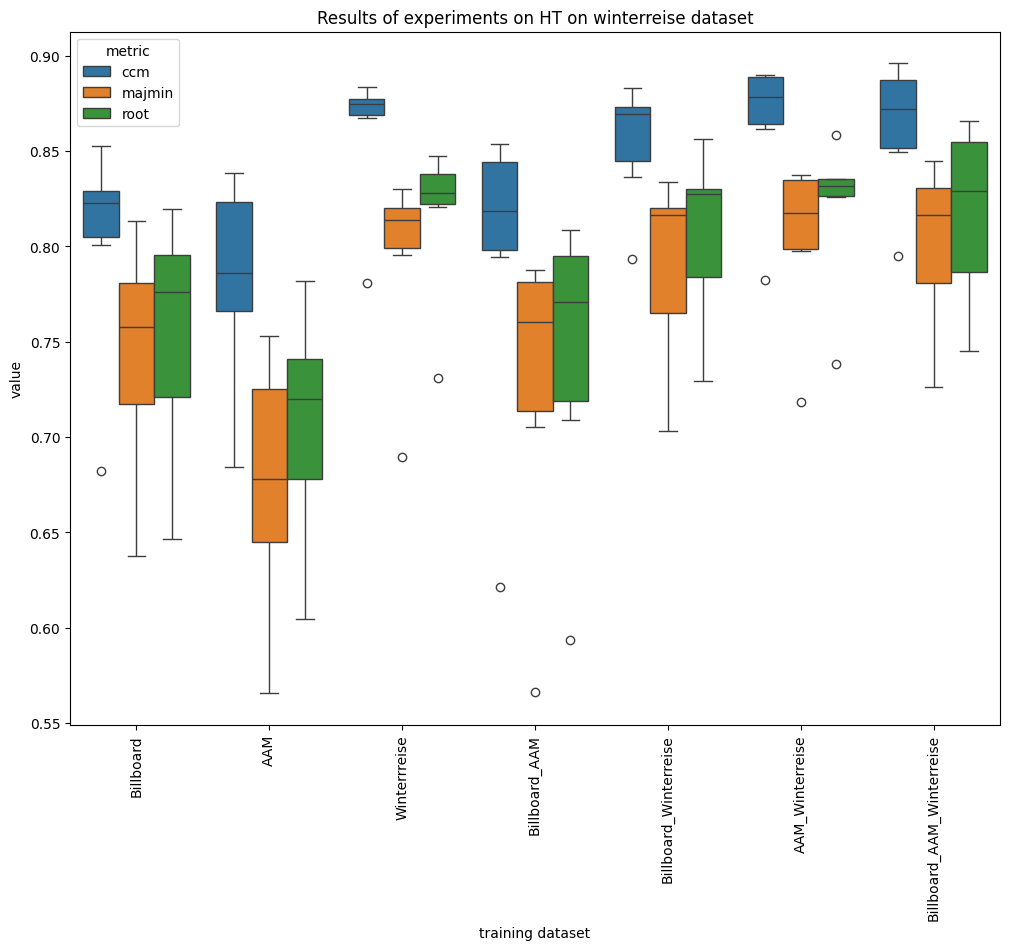 Results of experiments on HT on winterreise dataset
metric
ccm
majmin
root
value
0.90
0.85
0.80
0.75
0.70
0.65
0.60
0.55
Billboard
AAM
Winterrreise
Billboard_AAM
Billboard_Winterreise
AAM_Winterreise
Billboard_AAM_Winterreise
training dataset